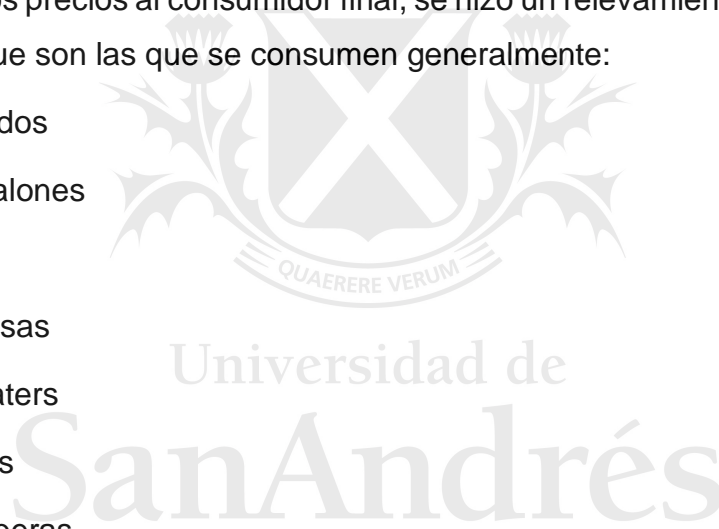 os precios al consumidor final, se hizo un relevamien
ue son las que se consumen generalmente:
dos
alones
QUAERERE VERUM
sas
Universidad de
aters
SanAndrés
s